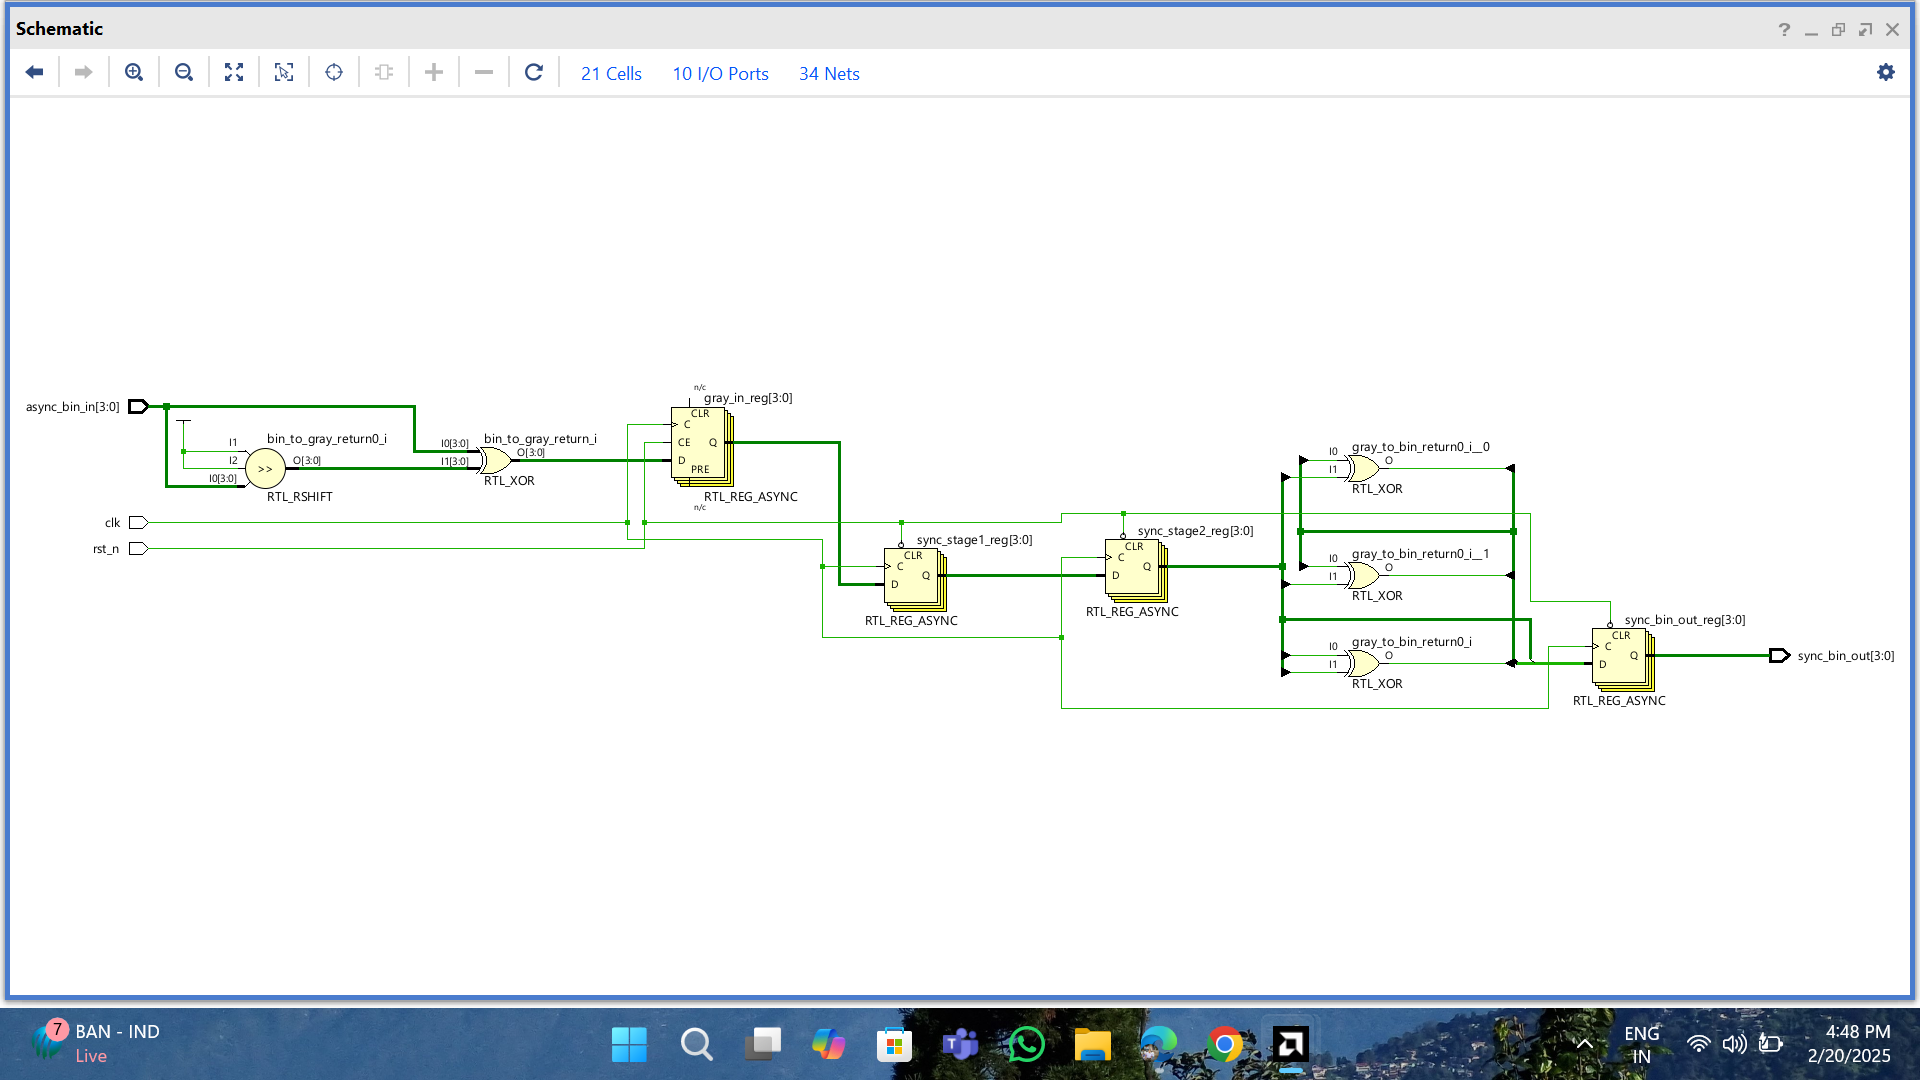 Schematic
21 Cells 10 I/O Ports 34 Nets
n/c
gray_in_reg[3:0]
async_bin_in[3:0]
CLR
C
CE Q
D
PRE
RTL_REG_ASYNC
n/c
I1 bin_to_gray_return0_i
I2 O[3:0]
>>
I0[3:0]
RTL_RSHIFT
I0[3:0] bin_to_gray_return_i
I1[3:0] O[3:0]
RTL_XOR
clk
rst_n
sync_stage1_reg[3:0]
CLR
C
D Q
RTL_REG_ASYNC
sync_stage2_reg[3:0]
CLR
C
D Q
RTL_REG_ASYNC
gray_to_bin_return0_i__0
I0 O
I1
RTL_XOR
gray_to_bin_return0_i__1
I0 O
I1
RTL_XOR
gray_to_bin_return0_i
I0 O
I1
RTL_XOR
sync_bin_out_reg[3:0]
CLR
C
D Q
RTL_REG_ASYNC
sync_bin_out[3:0]
7 BAN - IND
Live
ENG
IN
4:48 PM
2/20/2025